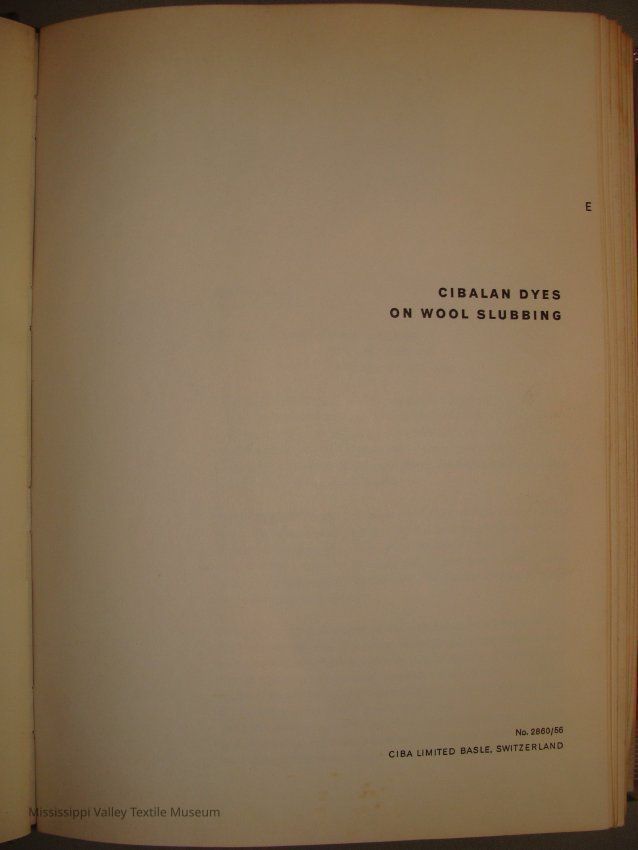 E
CIBALAN DYES
ON WOOL SLUBBING
No. 2860/56
CIBA LIMITED BASLE, SWITZERLAND
Mississippi Valley Textile Museum